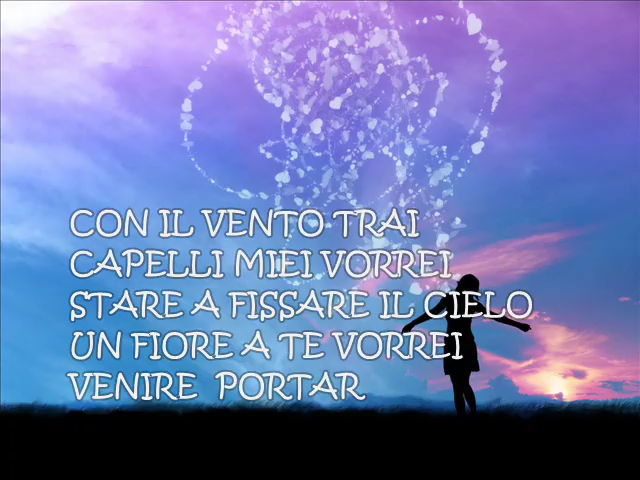 CON IL VENTO TRAI
CAPELLI MIEI VORREI
STARE A FISSARE IL CIELO
UN FIORE A TE VORREI
VENIRE PORTAR